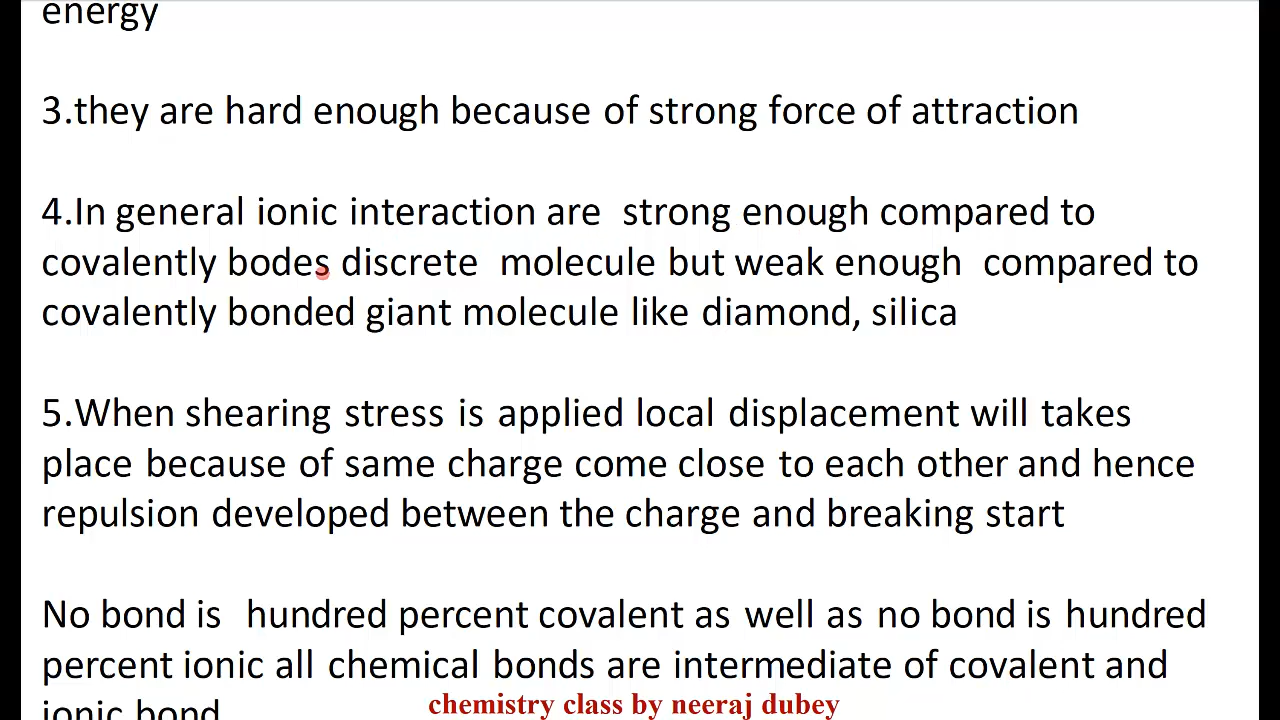 energy
3.they are hard enough because of strong force of attraction
4.In general ionic interaction are strong enough compared to
covalently bodes discrete molecule but weak enough compared to
covalently bonded giant molecule like diamond, silica
5.When shearing stress is applied local displacement will takes
place because of same charge come close to each other and hence
repulsion developed between the charge and breaking start
No bond is hundred percent covalent as well as no bond is hundred
percent ionic all chemical bonds are intermediate of covalent and
ionic bond
chemistry class by neeraj dubey